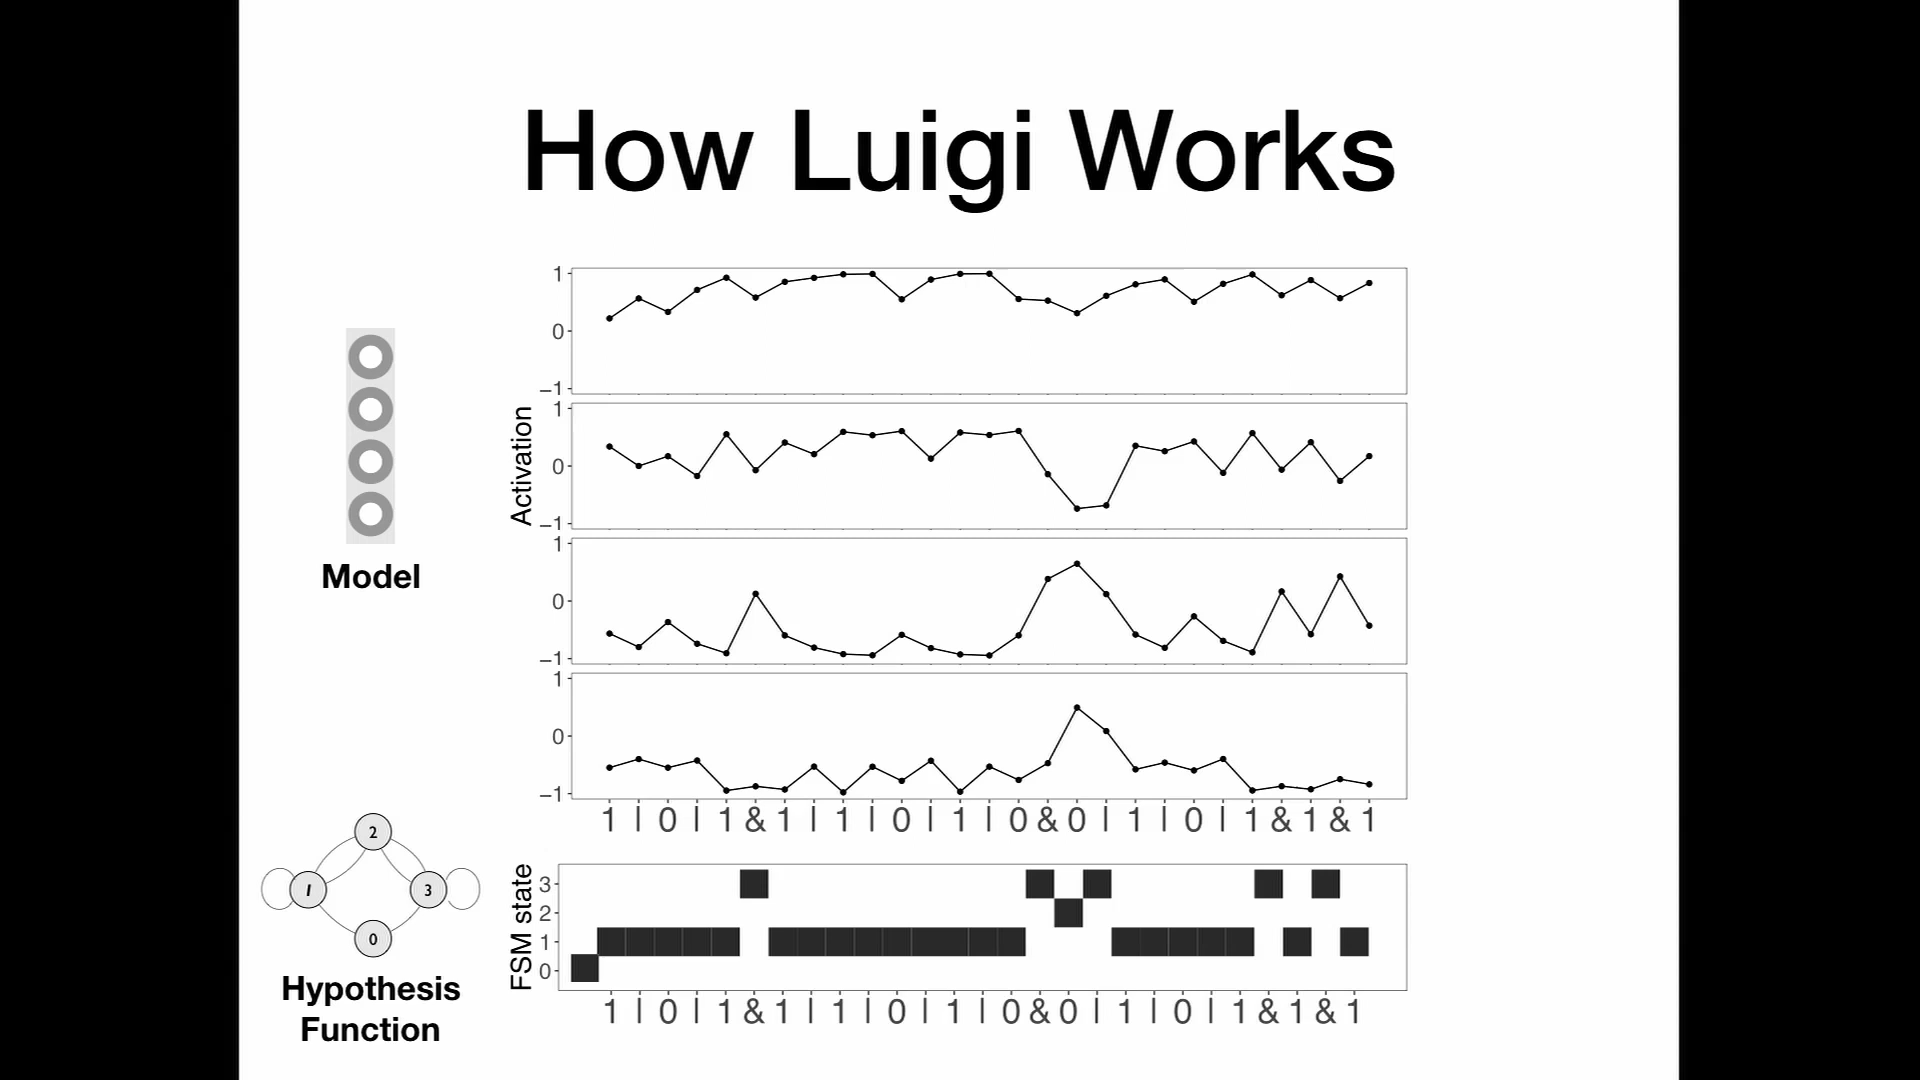 How Luigi Works
1
0
−1
Activation
1
0
−1
1
0
−1
1
0
−1
Model
1 | 0 | 1 & 1 | 1 | 0 | 1 | 0 & 0 | 1 | 0 | 1 & 1 & 1
2
1
3
0
Hypothesis
Function
FSM state
3
2
1
0
1 | 0 | 1 & 1 | 1 | 0 | 1 | 0 & 0 | 1 | 0 | 1 & 1 & 1